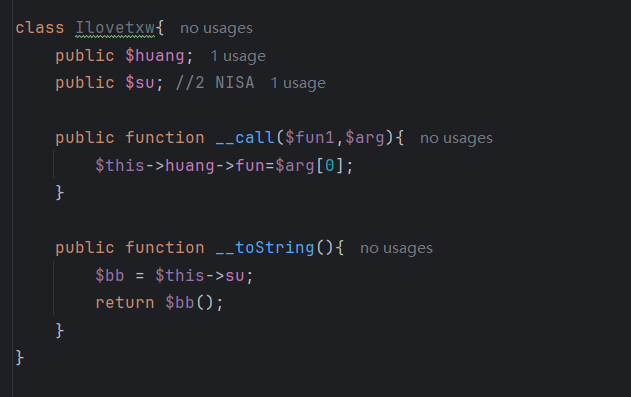 class Ilovetxw{ no usages
public $huang; 1 usage
public $su; //2 NISA 1 usage
public function __call($fun1,$arg){ no usages
$this->huang->fun=$arg[0];
}
public function __toString(){ no usages
$bb = $this->su;
return $bb();
}
}